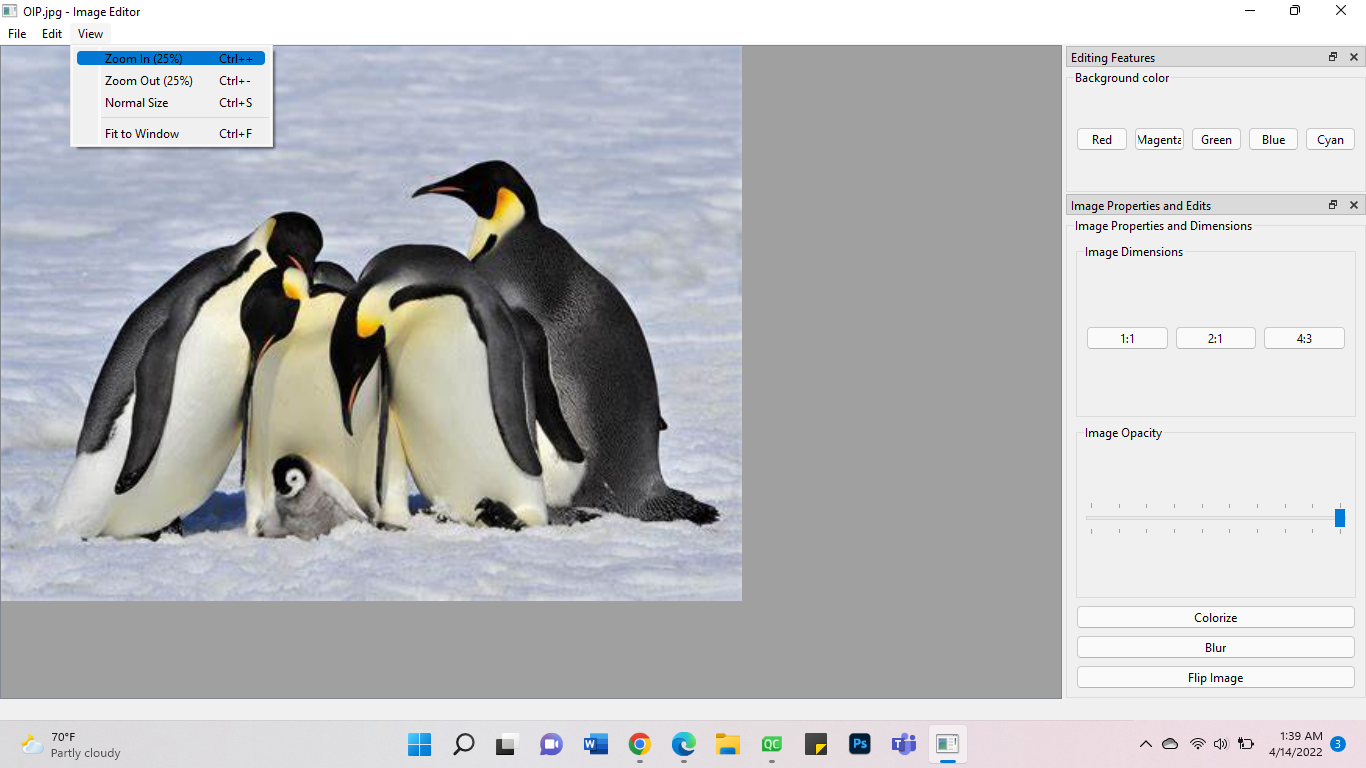 OIP.jpg - Image Editor
File Edit View
Zoom In (25%) Ctrl++
Zoom Out (25%) Ctrl+-
Normal Size Ctrl+S
Fit to Window Ctrl+F
Editing Features
Background color
Red Magenta Green Blue Cyan
Image Properties and Edits
Image Properties and Dimensions
Image Dimensions
1:1 2:1 4:3
Image Opacity
Colorize
Blur
Flip Image
70°F
Partly cloudy
W
QC
Ps
T
1:39 AM
4/14/2022
3